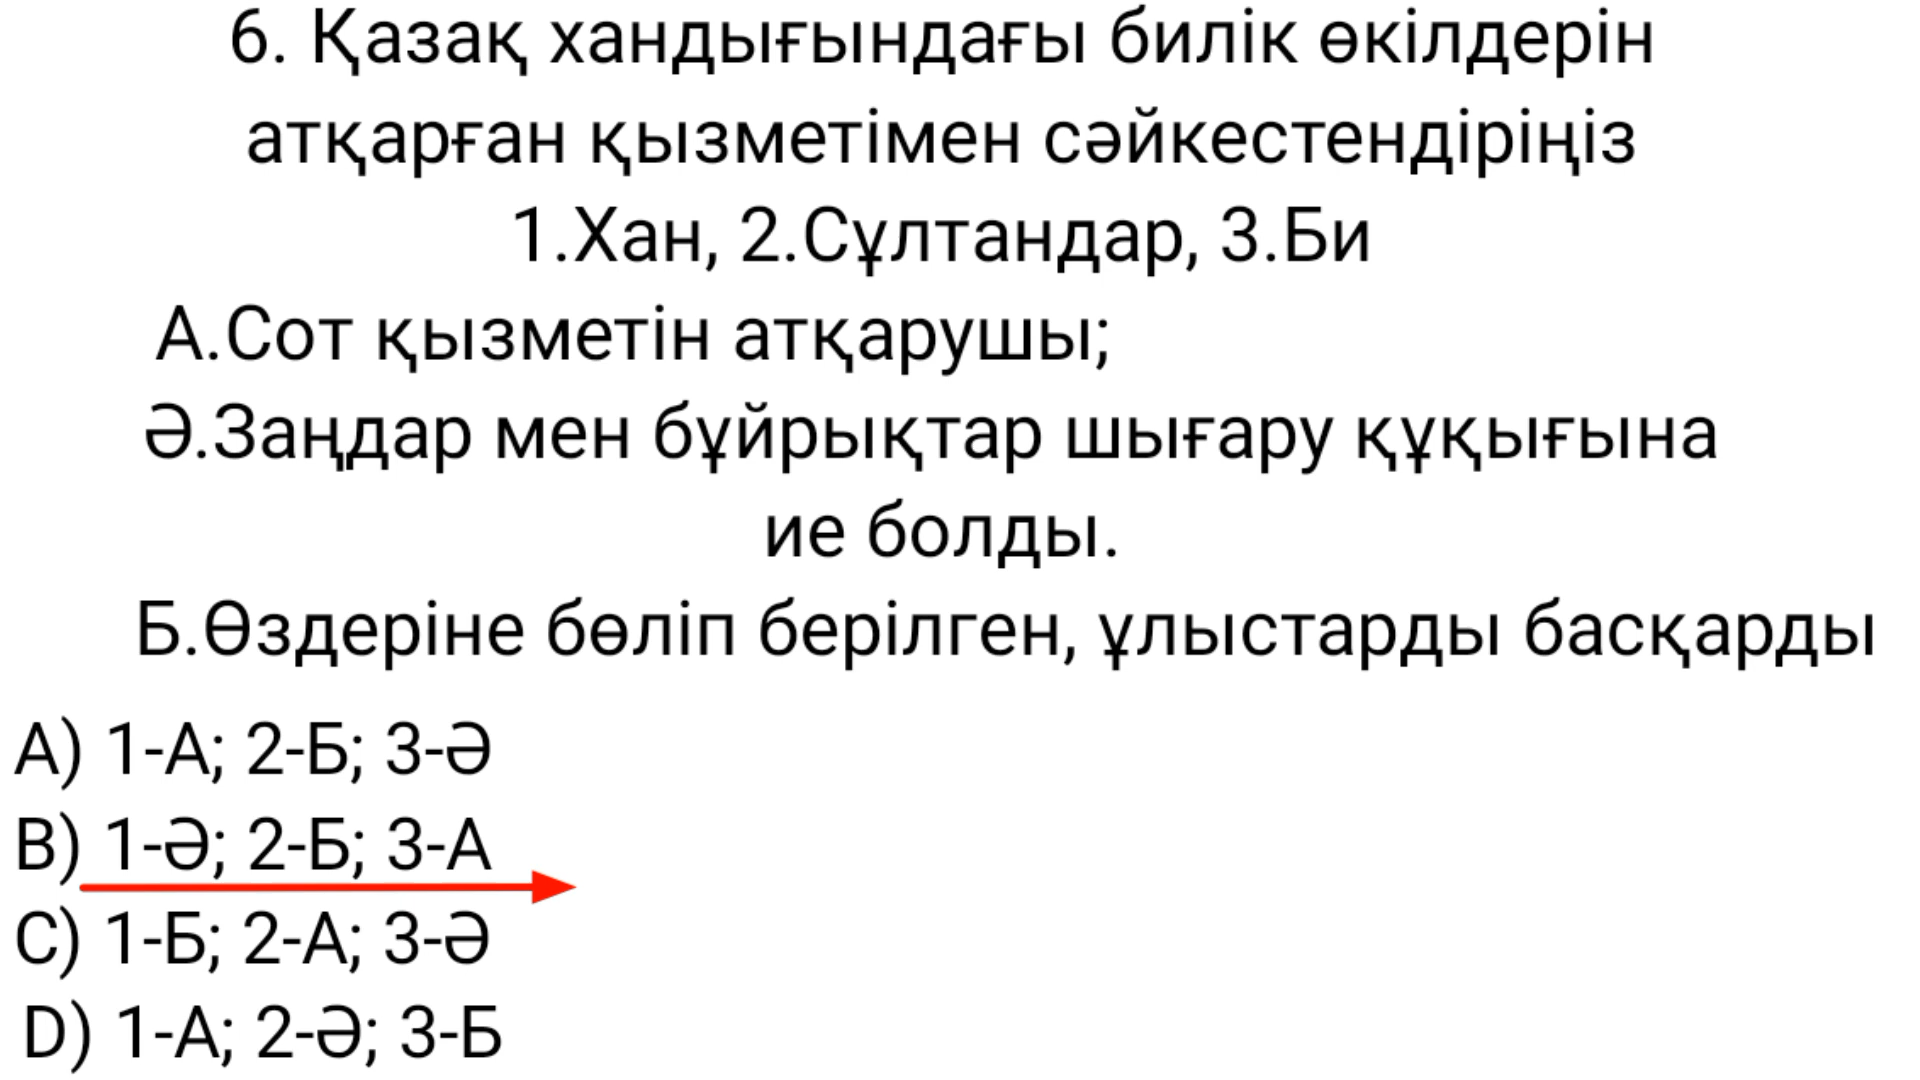 6. Қазақ хандығындағы билік өкілдерін
атқарған қызметімен сәйкестендіріңіз
1.Хан, 2.Сұлтандар, 3.Би
А.Сот қызметін атқарушы;
Ә.Заңдар мен бұйрықтар шығару құқығына
ие болды.
Б.Өздеріне бөліп берілген, ұлыстарды басқарды
A) 1-А; 2-Б; 3-Ә
B) 1-Ә; 2-Б; 3-А
C) 1-Б; 2-А; 3-Ә
D) 1-А; 2-Ә; 3-Б